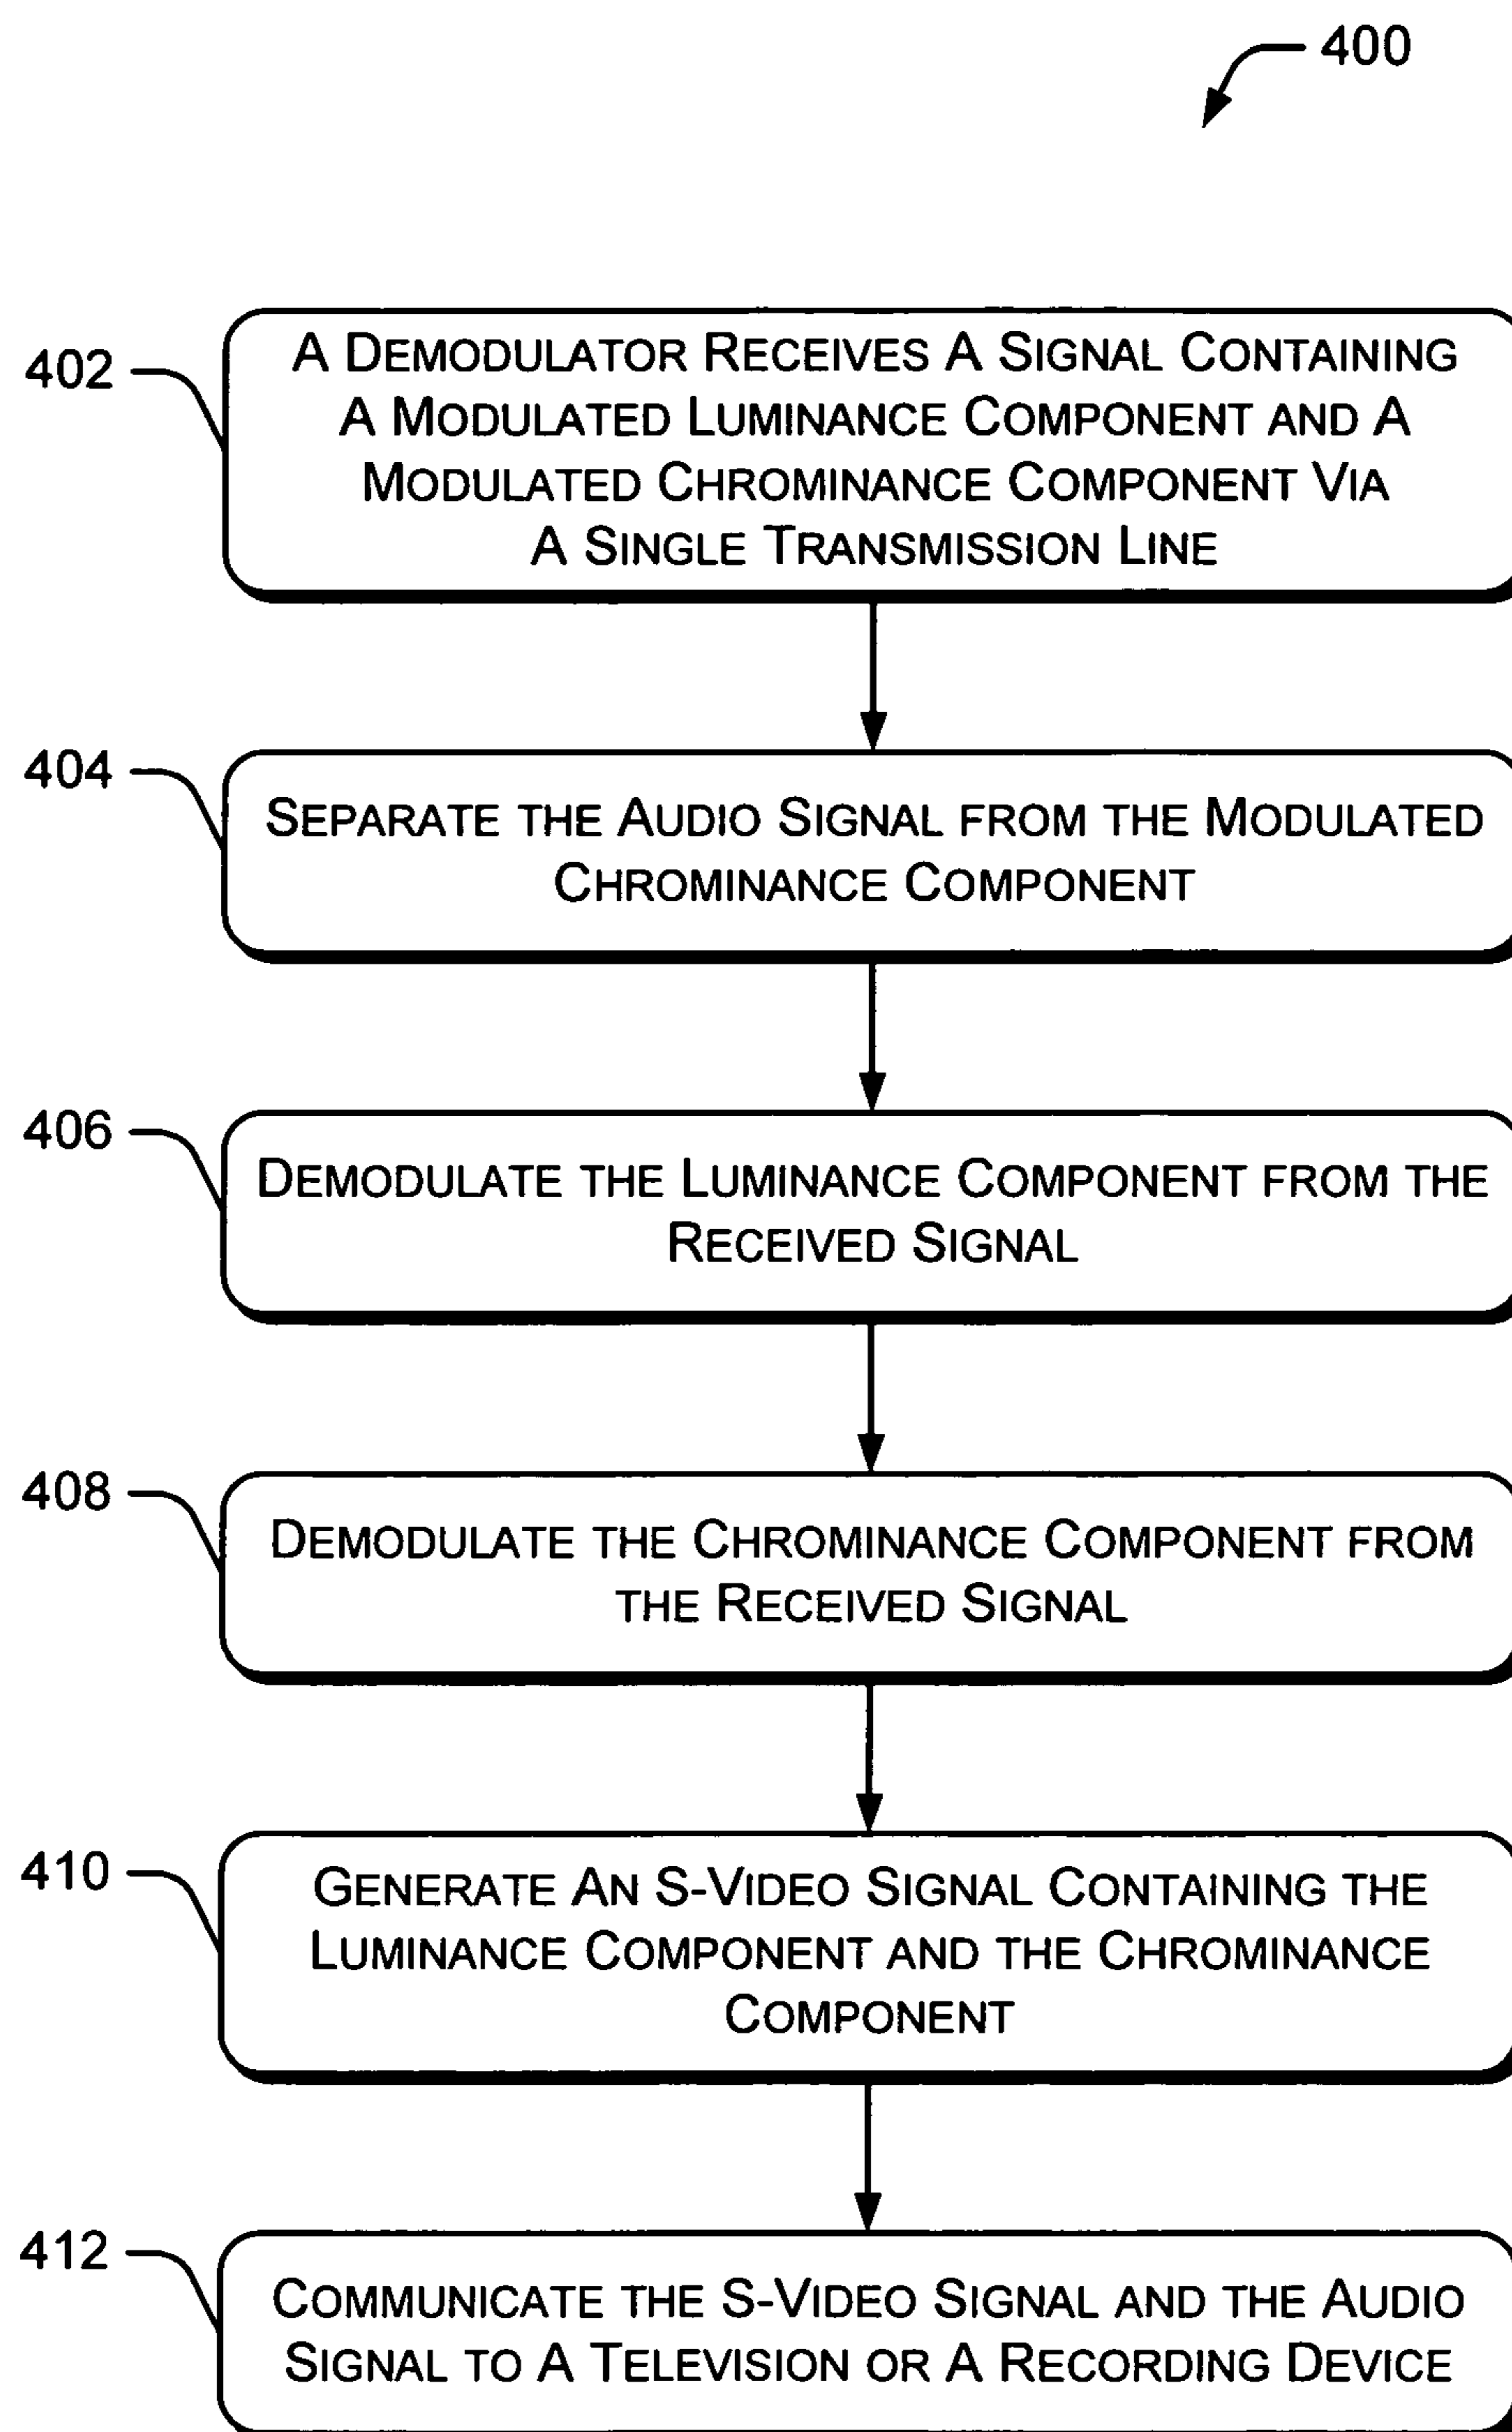 400
402
A DEMODULATOR RECEIVES A SIGNAL CONTAINING
A MODULATED LUMINANCE COMPONENT AND A
MODULATED CHROMINANCE COMPONENT VIA
A SINGLE TRANSMISSION LINE
404
SEPARATE THE AUDIO SIGNAL FROM THE MODULATED
CHROMINANCE COMPONENT
406
DEMODULATE THE LUMINANCE COMPONENT FROM THE
RECEIVED SIGNAL
408
DEMODULATE THE CHROMINANCE COMPONENT FROM
THE RECEIVED SIGNAL
410
GENERATE AN S-VIDEO SIGNAL CONTAINING THE
LUMINANCE COMPONENT AND THE CHROMINANCE
COMPONENT
412
COMMUNICATE THE S-VIDEO SIGNAL AND THE AUDIO
SIGNAL TO A TELEVISION OR A RECORDING DEVICE